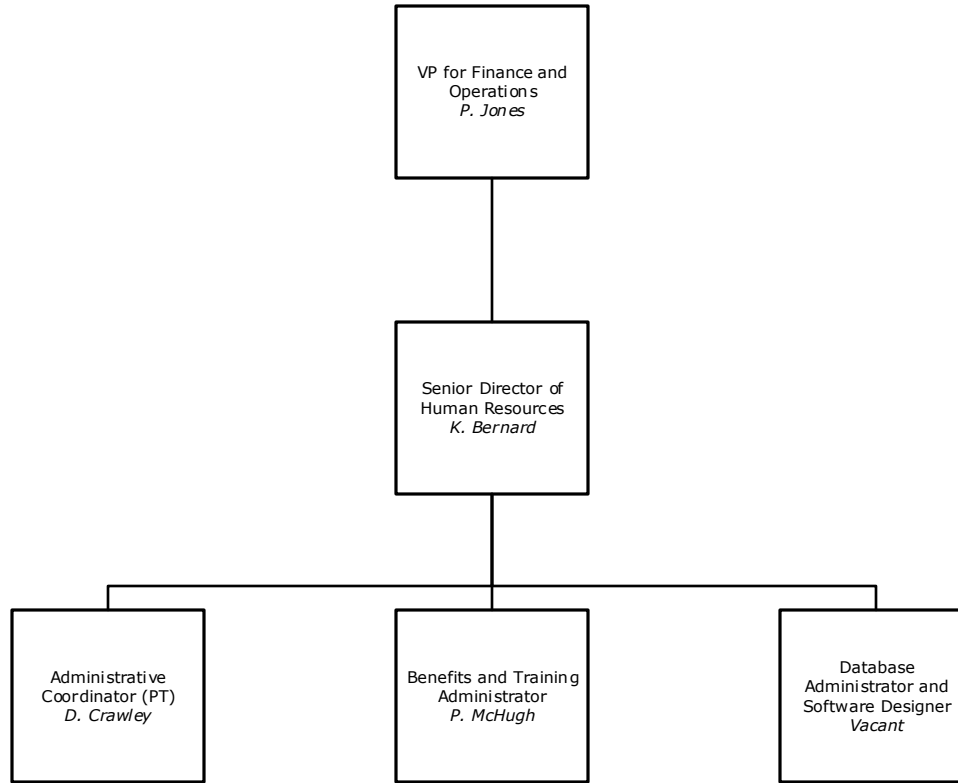 VP for Finance and
Operations
P. Jones
Senior Director of
Human Resources
K. Bernard
Administrative
Coordinator (PT)
D. Crawley
Benefits and Training
Administrator
P. McHugh
Database
Administrator and
Software Designer
Vacant